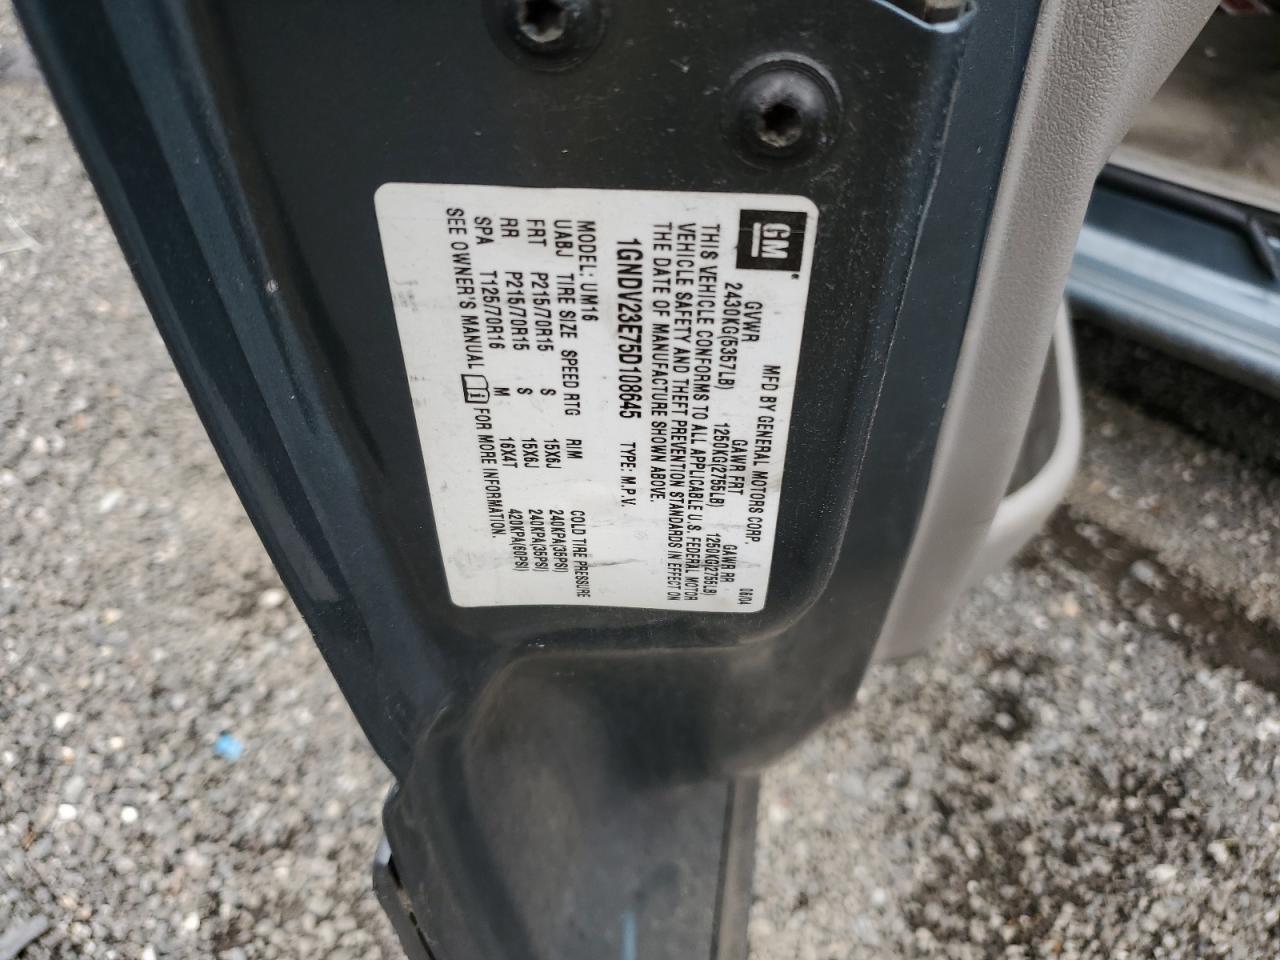 GM
MFD BY GENERAL MOTORS CORP. 08/04
GVWR GAWR FRT GAWR RR
2430KG(5357LB) 1250KG(2755LB) 1250KG(2755LB)
THIS VEHICLE CONFORMS TO ALL APPLICABLE U.S. FEDERAL MOTOR
VEHICLE SAFETY AND THEFT PREVENTION STANDARDS IN EFFECT ON
THE DATE OF MANUFACTURE SHOWN ABOVE.
1GNDV23E75D108645 TYPE: M.P.V.
MODEL: UM16
UABJ TIRE SIZE SPEED RTG RIM COLD TIRE PRESSURE
FRT P215/70R15 S 15X6J 240KPA(35PSI)
RR P215/70R15 S 15X6J 240KPA(35PSI)
SPA T125/70R16 M 16X4T 420KPA(60PSI)
SEE OWNER'S MANUAL i FOR MORE INFORMATION.